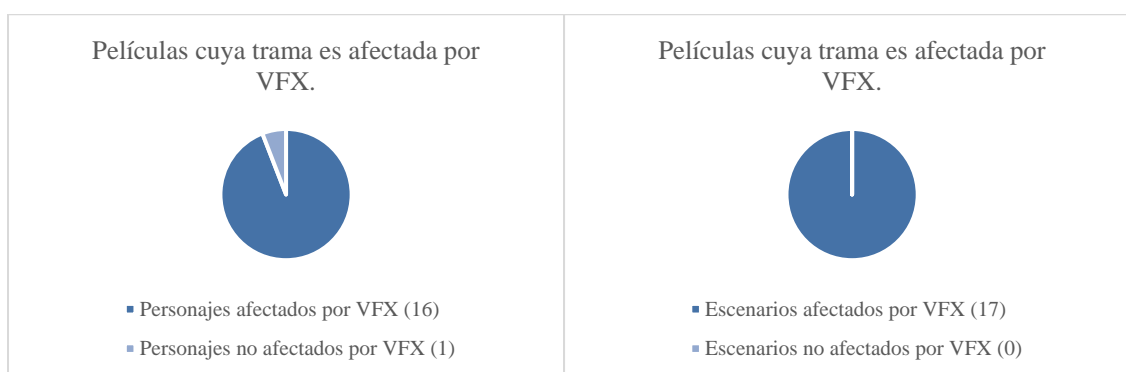 Películas cuya trama es afectada por
VFX.
Personajes afectados por VFX (16)
Personajes no afectados por VFX (1)
Películas cuya trama es afectada por
VFX.
Escenarios afectados por VFX (17)
Escenarios no afectados por VFX (0)